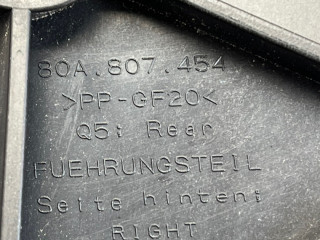 80A.807.454
>PP-GF20<
Q5: Rear
FUEHRUNGSTEIL
Seite hinten:
RIGHT